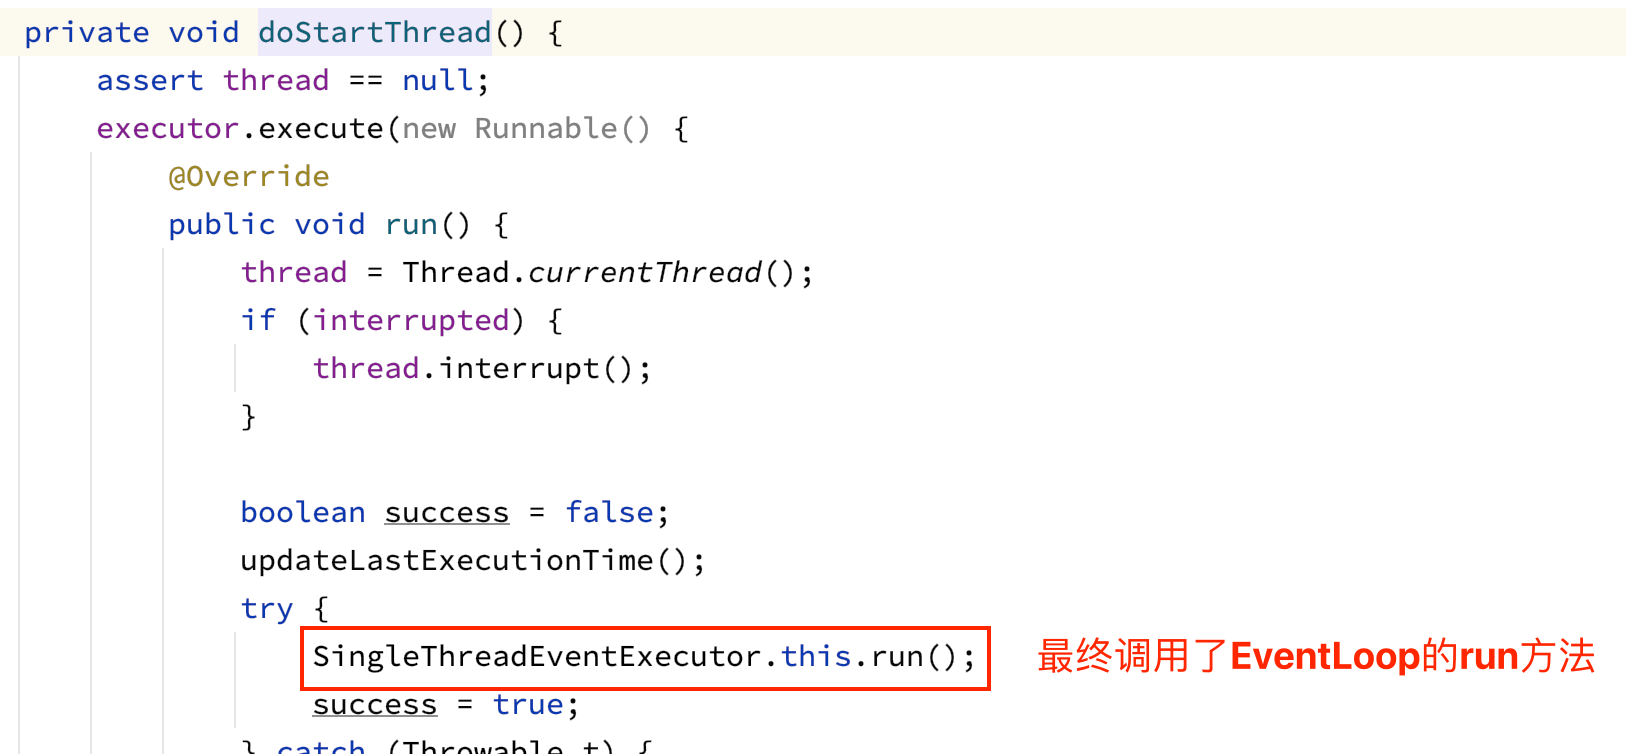 private void doStartThread() {
assert thread == null;
executor.execute(new Runnable() {
@Override
public void run() {
thread = Thread.currentThread();
if (interrupted) {
thread.interrupt();
}
boolean success = false;
updateLastExecutionTime();
try {
SingleThreadEventExecutor.this.run(); 最终调用了EventLoop的run方法
success = true;
} catch (Throwable t) {